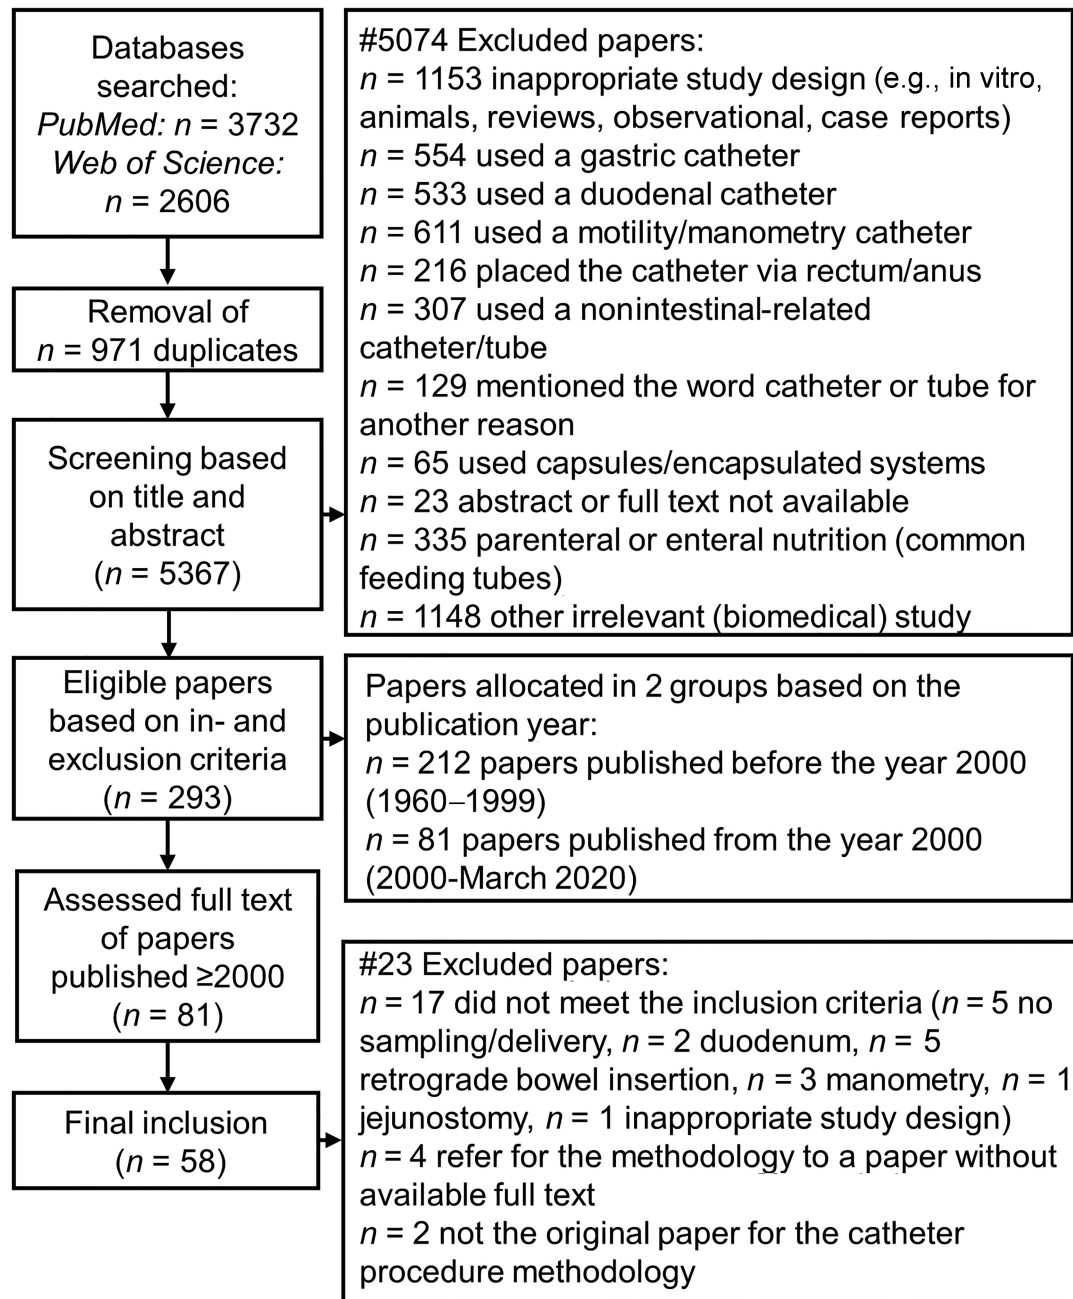 Databases
searched:
PubMed: n = 3732
Web of Science:
n = 2606
Removal of
n = 971 duplicates
Screening based
on title and
abstract
(n = 5367)
#5074 Excluded papers:
n = 1153 inappropriate study design (e.g., in vitro,
animals, reviews, observational, case reports)
n = 554 used a gastric catheter
n = 533 used a duodenal catheter
n = 611 used a motility/manometry catheter
n = 216 placed the catheter via rectum/anus
n = 307 used a nonintestinal-related
catheter/tube
n = 129 mentioned the word catheter or tube for
another reason
n = 65 used capsules/encapsulated systems
n = 23 abstract or full text not available
n = 335 parenteral or enteral nutrition (common
feeding tubes)
n = 1148 other irrelevant (biomedical) study
Eligible papers
based on in- and
exclusion criteria
(n = 293)
Papers allocated in 2 groups based on the
publication year:
n = 212 papers published before the year 2000
(1960–1999)
n = 81 papers published from the year 2000
(2000-March 2020)
Assessed full text
of papers
published ≥2000
(n = 81)
Final inclusion
(n = 58)
#23 Excluded papers:
n = 17 did not meet the inclusion criteria (n = 5 no
sampling/delivery, n = 2 duodenum, n = 5
retrograde bowel insertion, n = 3 manometry, n = 1
jejunostomy, n = 1 inappropriate study design)
n = 4 refer for the methodology to a paper without
available full text
n = 2 not the original paper for the catheter
procedure methodology